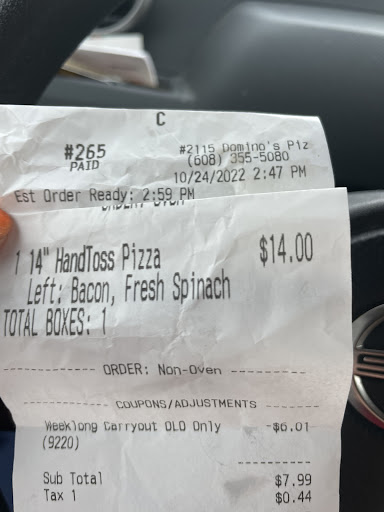 C
#265
PAID
#2115 Domino's Piz
(608) 355-5080
10/24/2022 2:47 PM
Est Order Ready: 2:59 PM
1 14" HandToss Pizza $14.00
Left: Bacon, Fresh Spinach
TOTAL BOXES: 1
---------- ORDER: Non-Oven ----------
-------- COUPONS/ADJUSTMENTS --------
Weeklong Carryout OLO Only -$6.01
(9220)
---------
Sub Total $7.99
Tax 1 $0.44